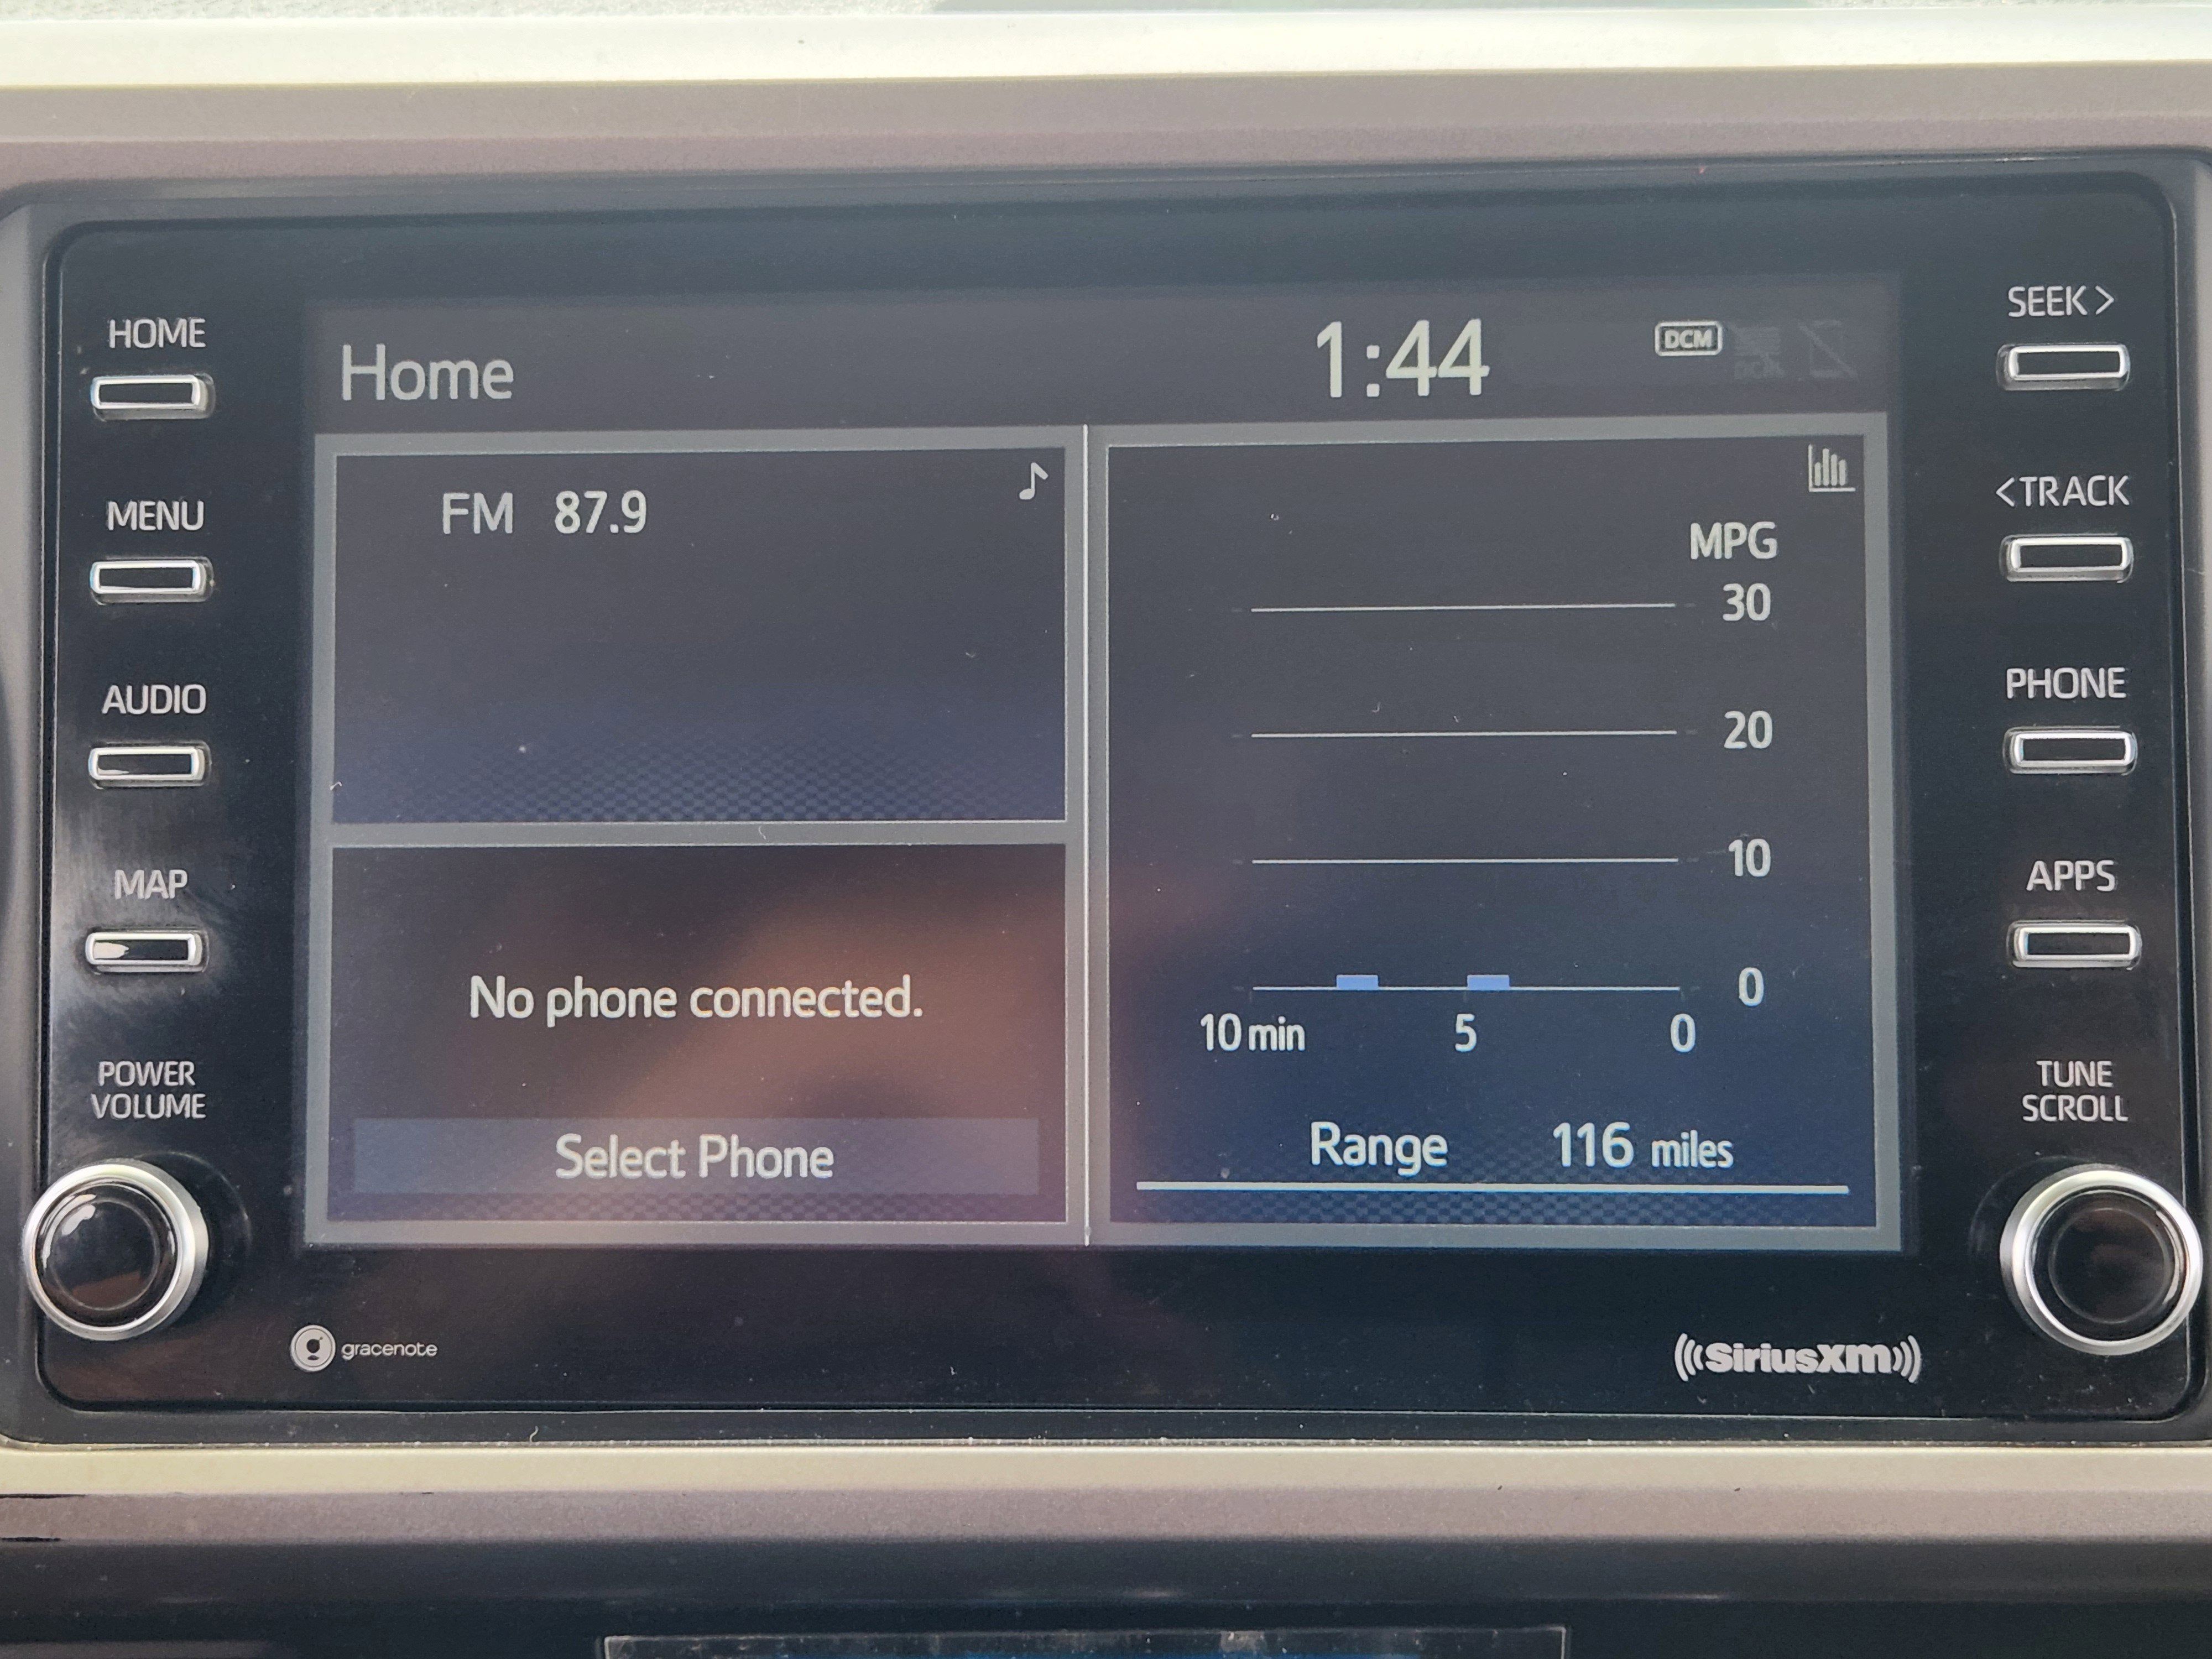 HOME
MENU
AUDIO
MAP
POWER
VOLUME
Home
1:44
DCM
FM 87.9
No phone connected.
Select Phone
MPG
30
20
10
0
10 min 5 0
Range 116 miles
SEEK >
< TRACK
PHONE
APPS
TUNE
SCROLL
gracenote
SiriusXM